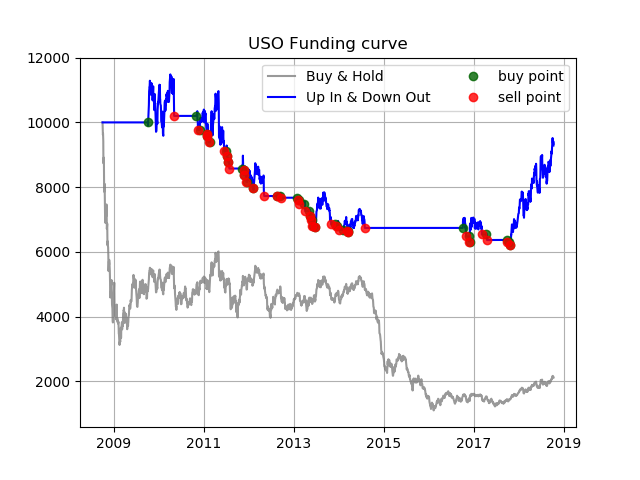 USO Funding curve
12000
10000
8000
6000
4000
2000
Buy & Hold
Up In & Down Out
buy point
sell point
2009 2011 2013 2015 2017 2019